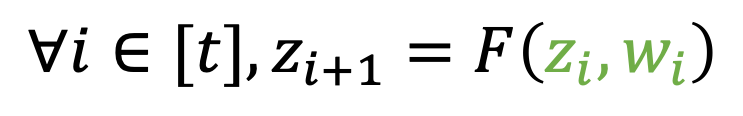 ∀i ∈ [t], z_{i+1} = F(z_i, w_i)